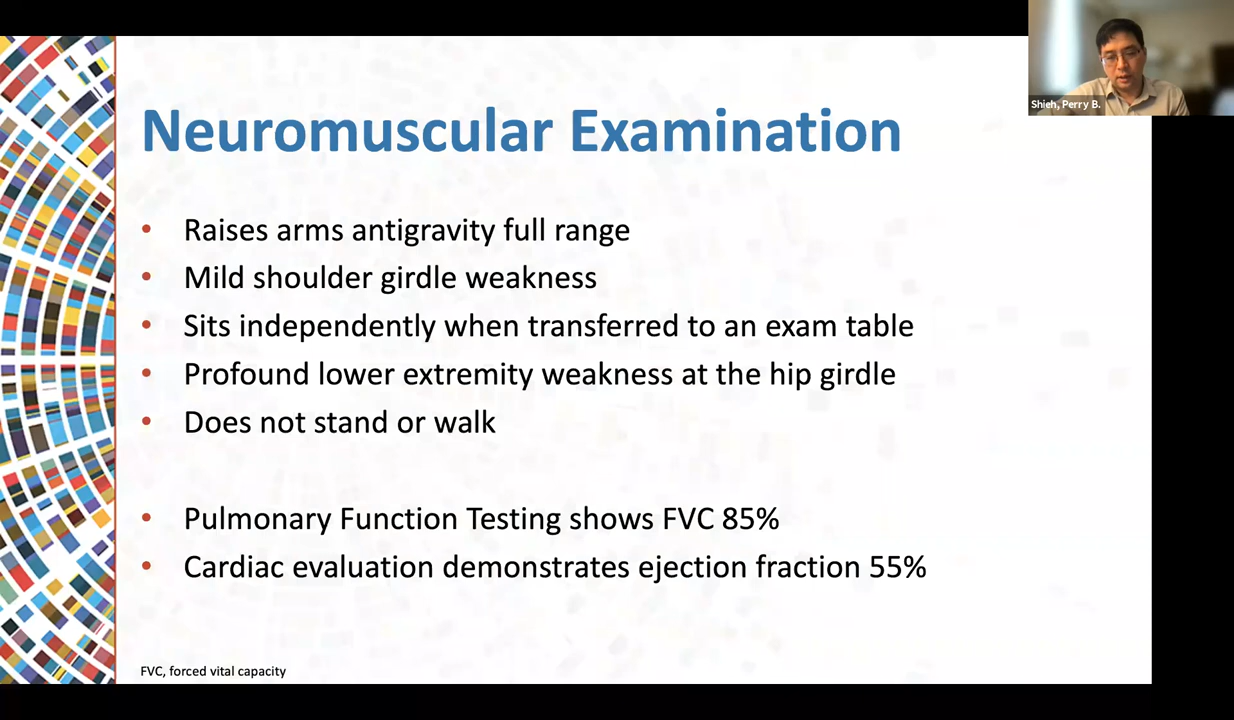 Shieh, Perry B.
Neuromuscular Examination
• Raises arms antigravity full range
• Mild shoulder girdle weakness
• Sits independently when transferred to an exam table
• Profound lower extremity weakness at the hip girdle
• Does not stand or walk
• Pulmonary Function Testing shows FVC 85%
• Cardiac evaluation demonstrates ejection fraction 55%
FVC, forced vital capacity